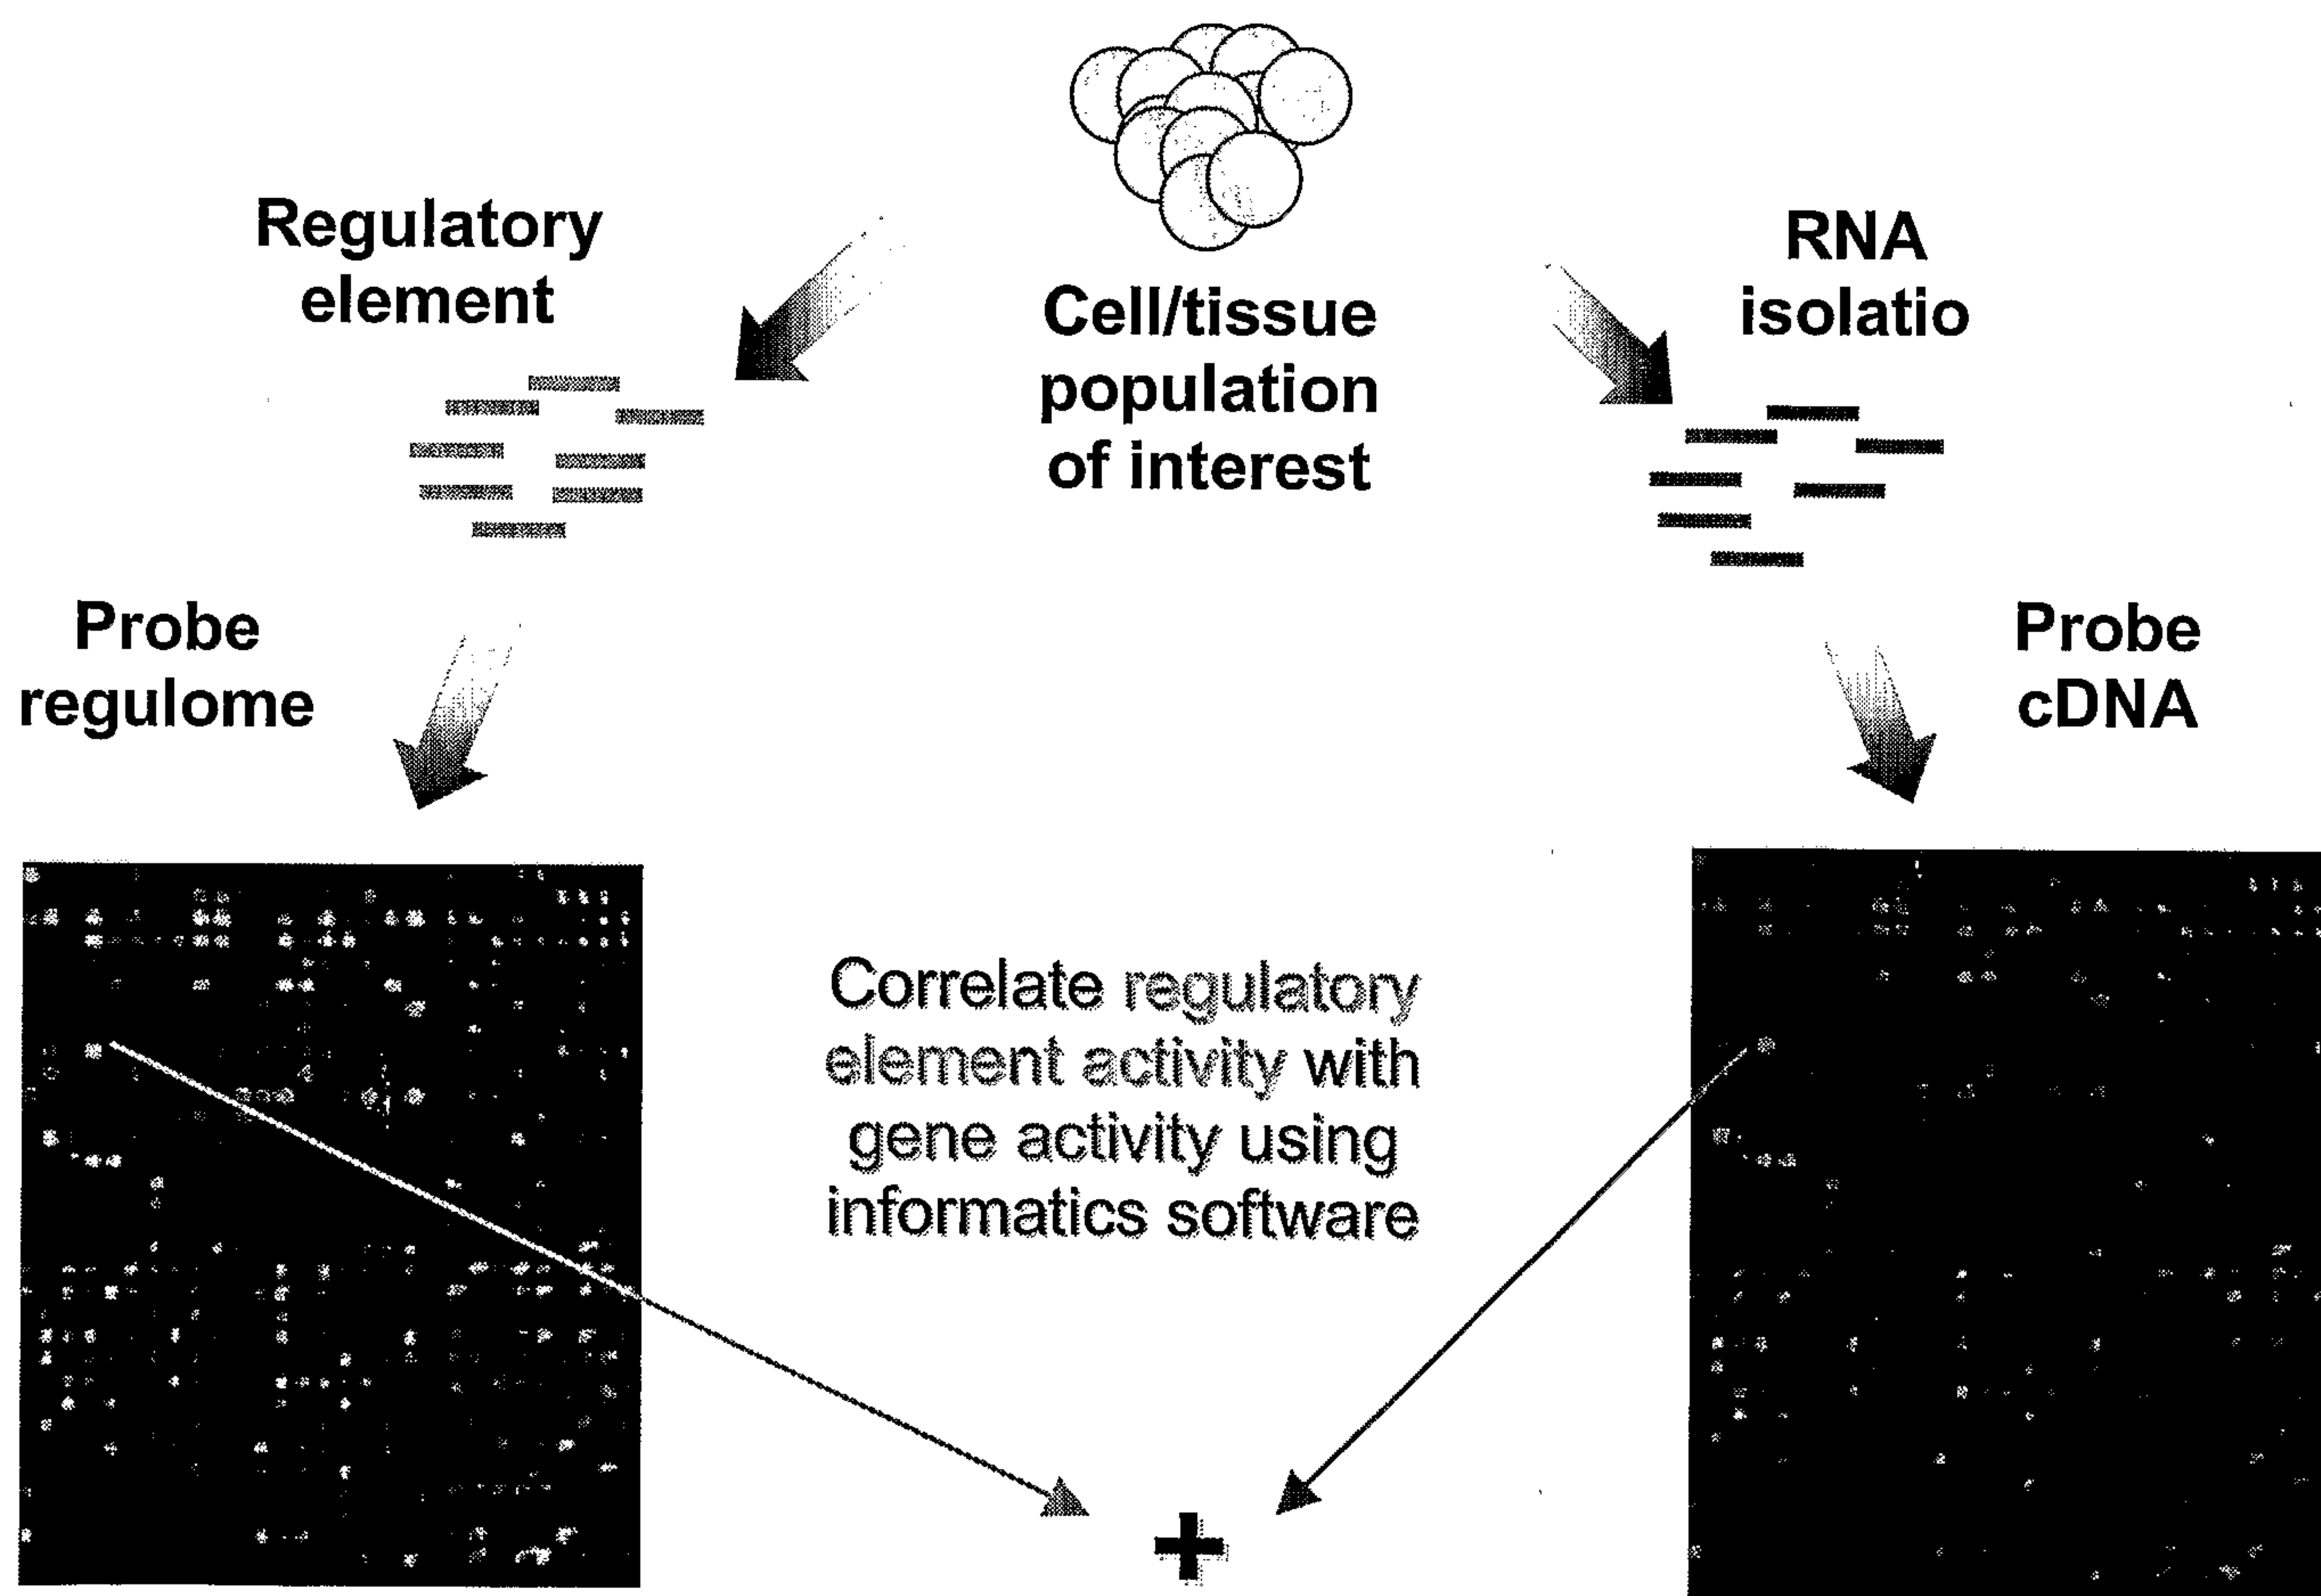 Regulatory
element
Cell/tissue
population
of interest
RNA
isolatio
Probe
regulome
Probe
cDNA
Correlate regulatory
element activity with
gene activity using
informatics software
+